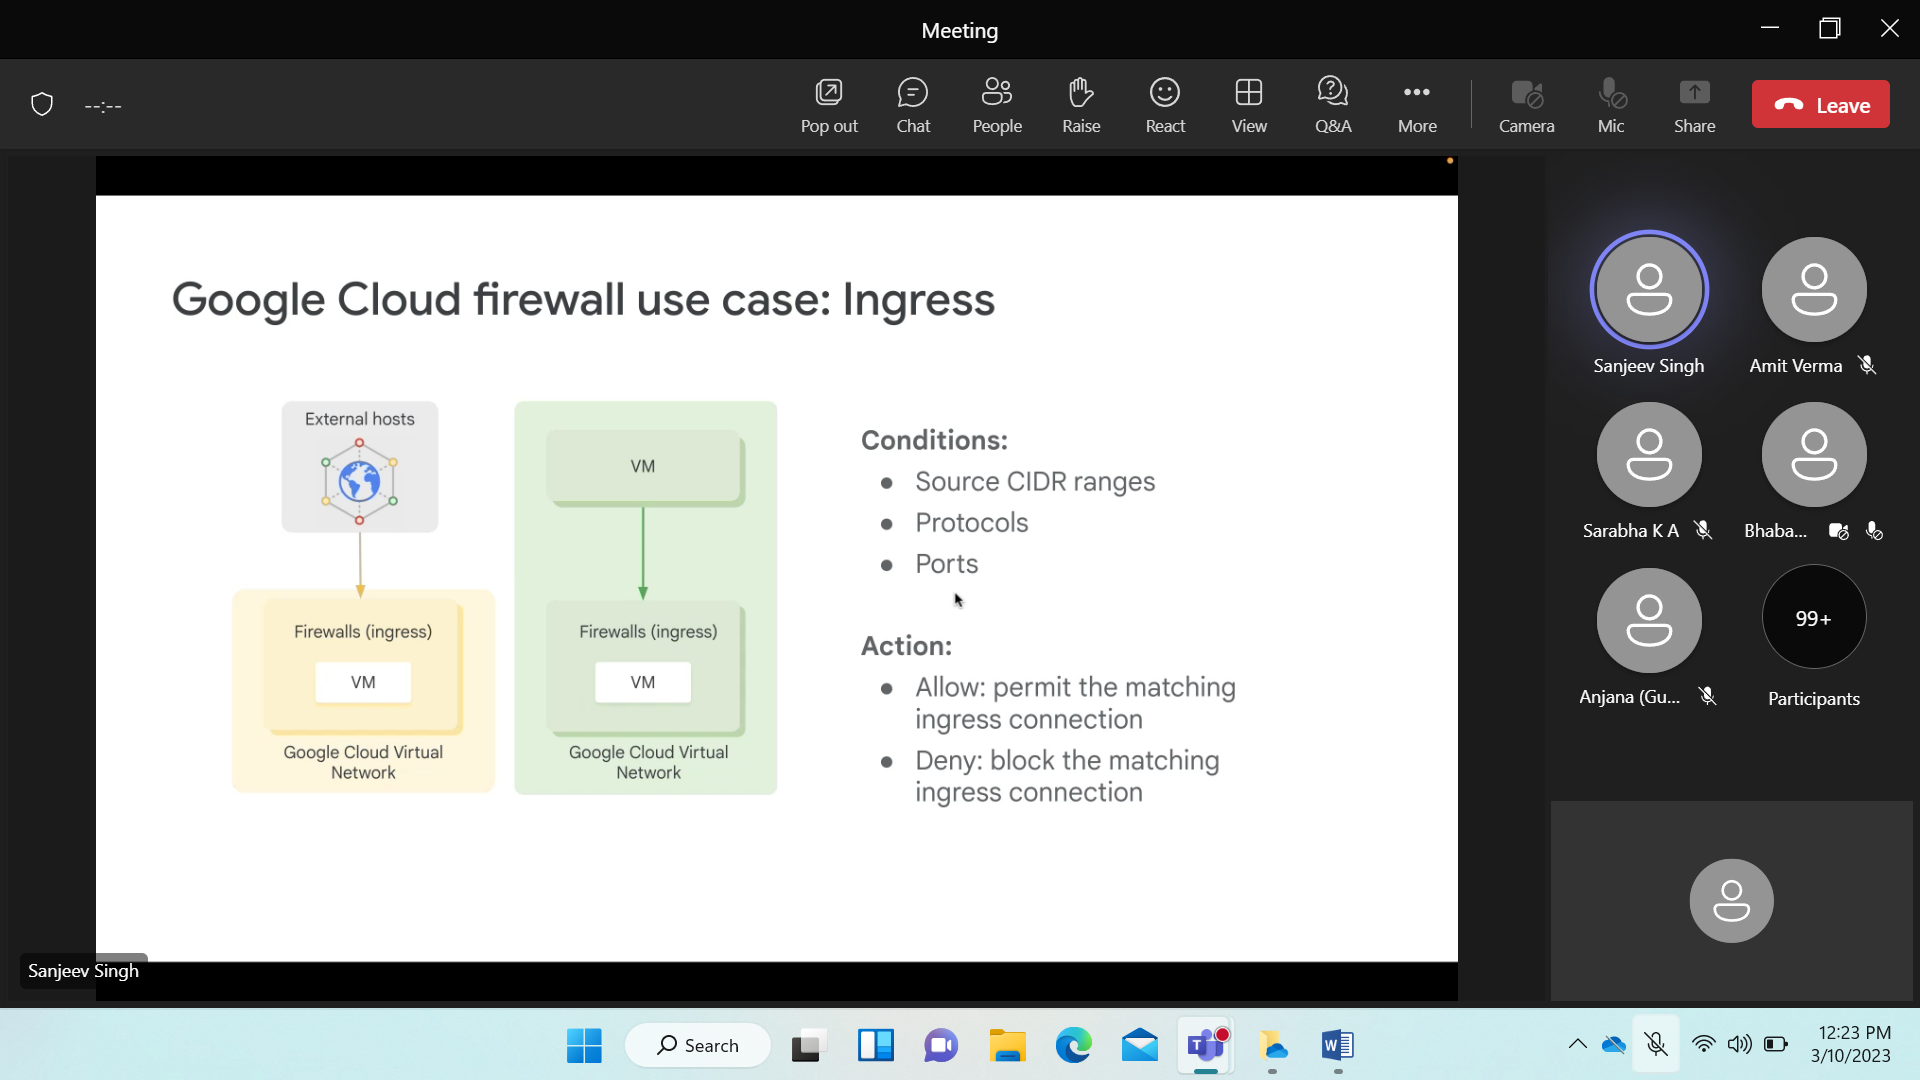 Meeting
--:--
Pop out
Chat
People
Raise
React
View
Q&A
More
Camera
Mic
Share
Leave
Google Cloud firewall use case: Ingress
External hosts
Firewalls (ingress)
VM
Google Cloud Virtual
Network
VM
Firewalls (ingress)
VM
Google Cloud Virtual
Network
Conditions:
● Source CIDR ranges
● Protocols
● Ports
Action:
● Allow: permit the matching
ingress connection
● Deny: block the matching
ingress connection
Sanjeev Singh
Sanjeev Singh
Amit Verma
Sarabha K A
Bhaba...
Anjana (Gu...
99+
Participants
Search
T
W
12:23 PM
3/10/2023